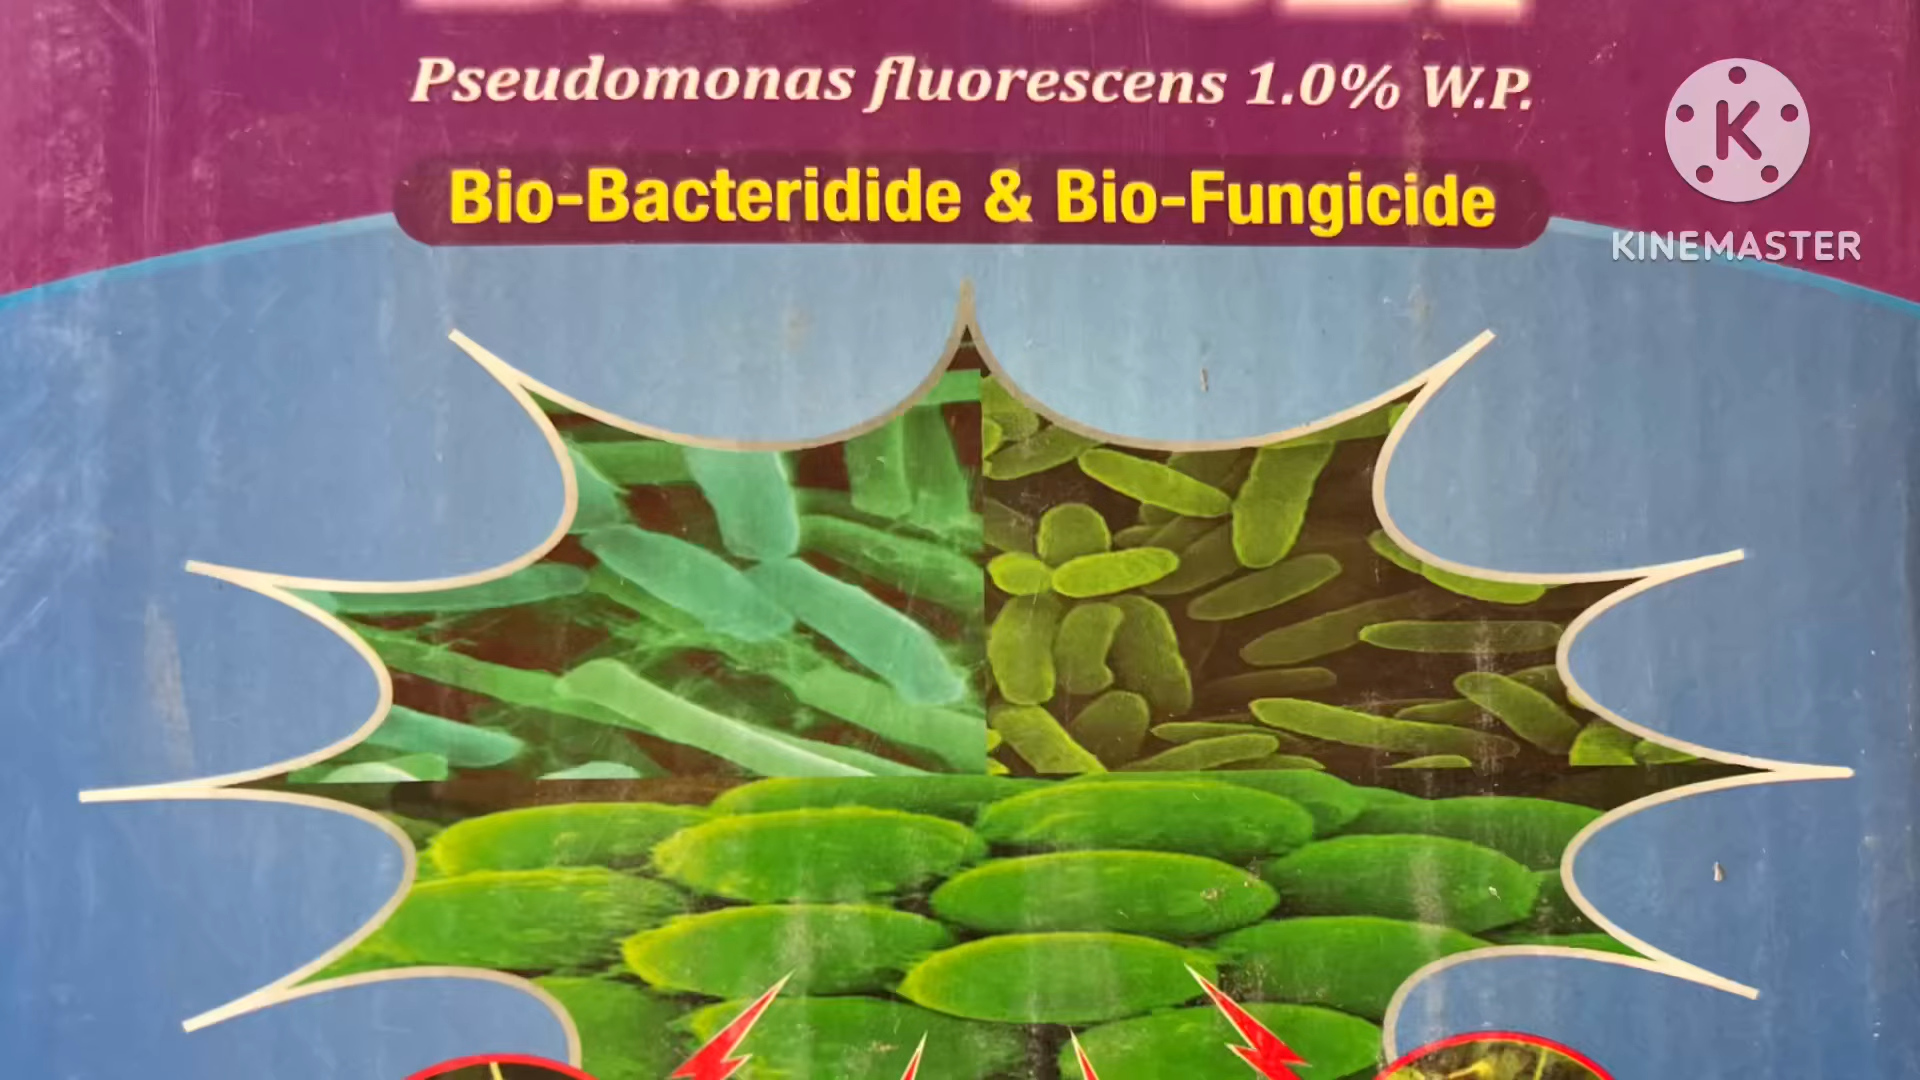 Pseudomonas fluorescens 1.0% W.P.
Bio-Bacteridide & Bio-Fungicide
K
KINEMASTER